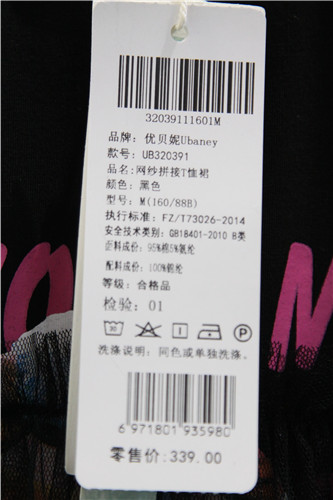 32039111601M
品牌: 优贝妮Ubaney
款号: UB320391
品名:网纱拼接T恤裙
颜色: 黑色
型号: M(160/88B)
执行标准: FZ/T73026-2014
安全技术类别: GB18401-2010 B类
面料成份: 95%棉5%氨纶
配料成份: 100%锦纶
等级: 合格品
检验: 01
洗涤说明: 同色或单独洗涤.
6 971801 935980
零售价:339.00